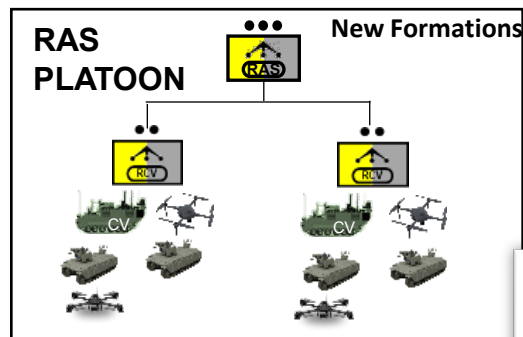 New Formations
RAS
PLATOON
RAS
RCV
RCV
CV
CV